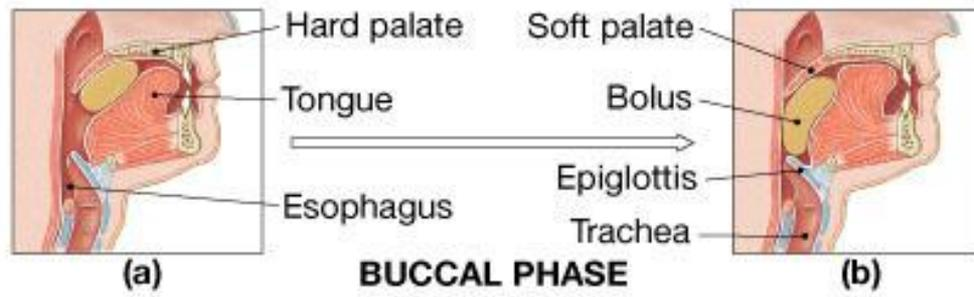 Hard palate
Soft palate
Tongue
Bolus
Epiglottis
Esophagus
Trachea
(a)
BUCCAL PHASE
(b)